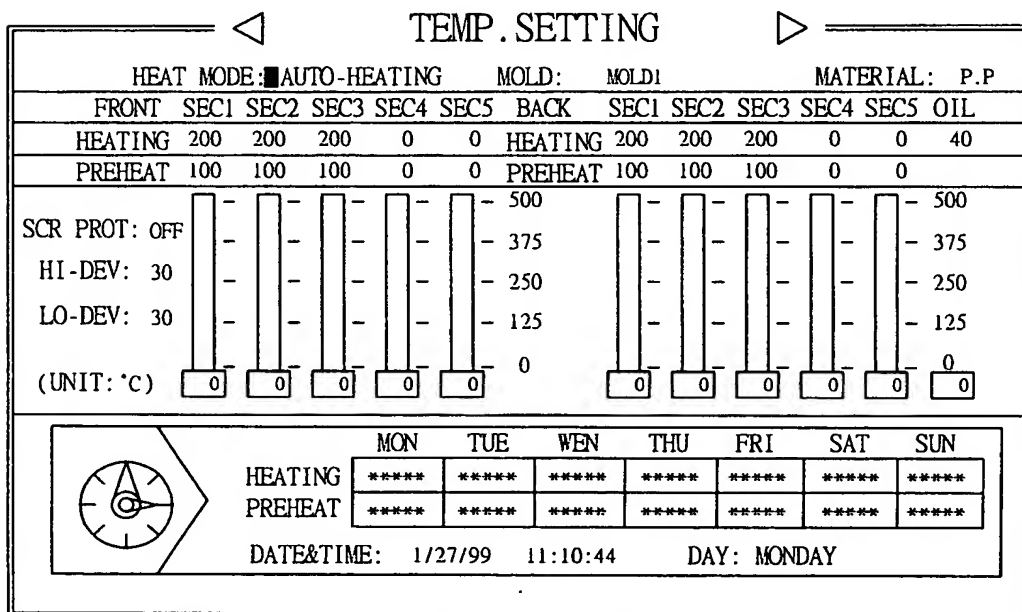 TEMP.SETTING
HEAT MODE:■AUTO-HEATING MOLD: MOLD1 MATERIAL: P.P
FRONT SEC1 SEC2 SEC3 SEC4 SEC5 BACK SEC1 SEC2 SEC3 SEC4 SEC5 OIL
HEATING 200 200 200 0 0 HEATING 200 200 200 0 0 40
PREHEAT 100 100 100 0 0 PREHEAT 100 100 100 0 0
500 500
SCR PROT: OFF 375 375
HI-DEV: 30 250 250
LO-DEV: 30 125 125
0 0
(UNIT:°C) 0 0 0 0 0 0 0 0 0 0 0
MON TUE WEN THU FRI SAT SUN
HEATING ***** ***** ***** ***** ***** ***** *****
PREHEAT ***** ***** ***** ***** ***** ***** *****
DATE&TIME: 1/27/99 11:10:44 DAY: MONDAY